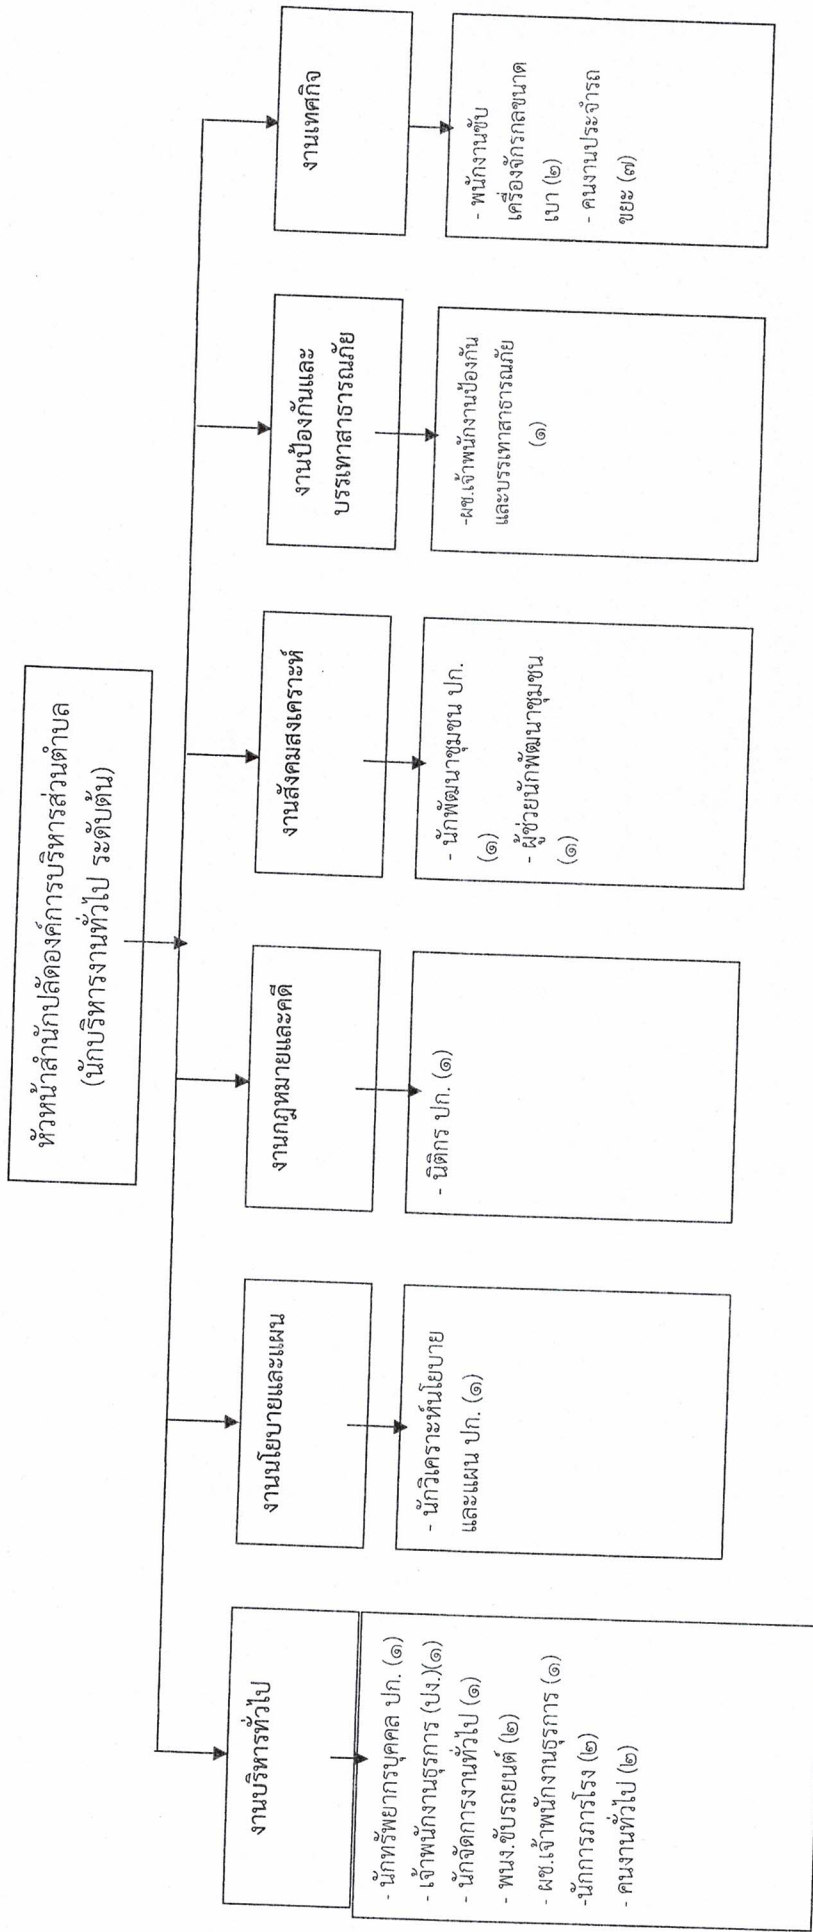 หัวหน้าสำนักปลัดองค์การบริหารส่วนตำบล
(นักบริหารงานทั่วไป ระดับต้น)
งานบริหารทั่วไป
- นักทรัพยากรบุคคล ปก. (๑)
- เจ้าพนักงานธุรการ (ปง.)(๑)
- นักจัดการงานทั่วไป (๑)
- พนง.ขับรถยนต์ (๒)
- ผช.เจ้าพนักงานธุรการ (๑)
-นักการภารโรง (๒)
- คนงานทั่วไป (๒)
งานนโยบายและแผน
- นักวิเคราะห์นโยบาย
และแผน ปก. (๑)
งานกฎหมายและคดี
- นิติกร ปก. (๑)
งานสังคมสงเคราะห์
- นักพัฒนาชุมชน ปก.
(๑)
- ผู้ช่วยนักพัฒนาชุมชน
(๑)
งานป้องกันและ
บรรเทาสาธารณภัย
-ผช.เจ้าพนักงานป้องกัน
และบรรเทาสาธารณภัย
(๑)
งานเทศกิจ
- พนักงานขับ
เครื่องจักรกลขนาด
เบา (๒)
- คนงานประจำรถ
ขยะ (๗)